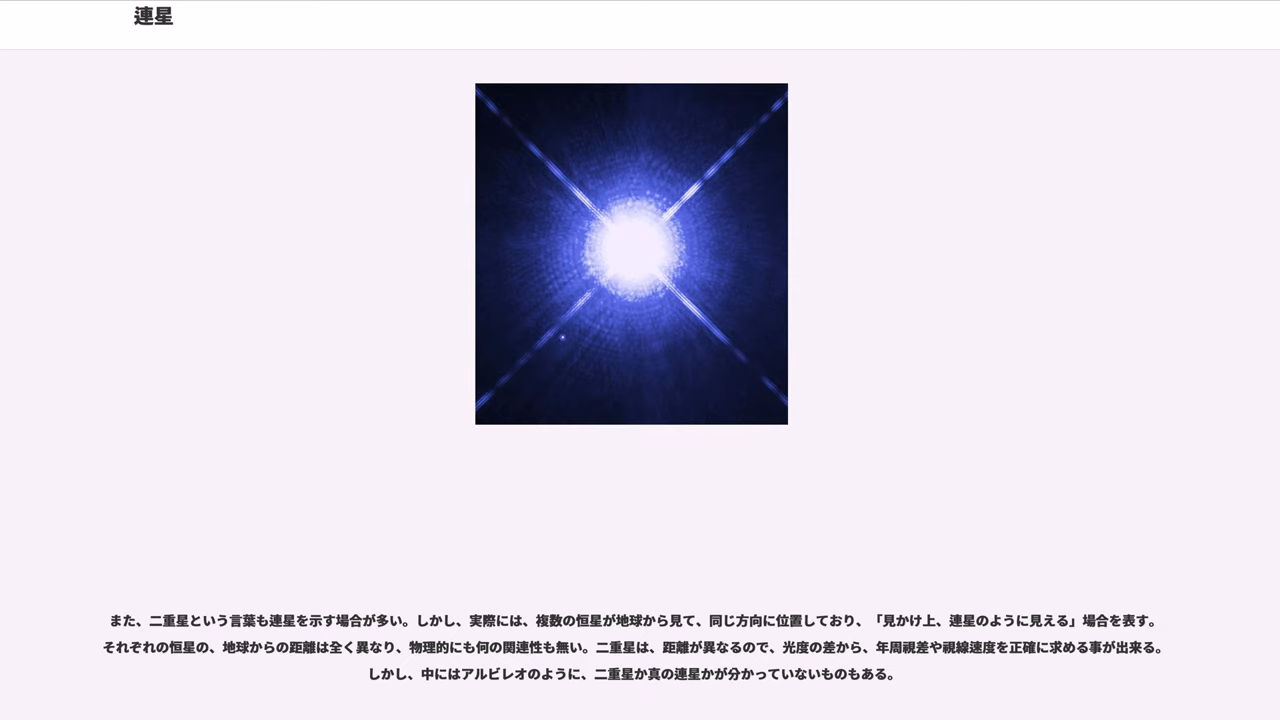 連星
また、二重星という言葉も連星を示す場合が多い。しかし、実際には、複数の恒星が地球から見て、同じ方向に位置しており、「見かけ上、連星のように見える」場合を表す。
それぞれの恒星の、地球からの距離は全く異なり、物理的にも何の関連性も無い。二重星は、距離が異なるので、光度の差から、年周視差や視線速度を正確に求める事が出来る。
しかし、中にはアルビレオのように、二重星か真の連星かが分かっていないものもある。